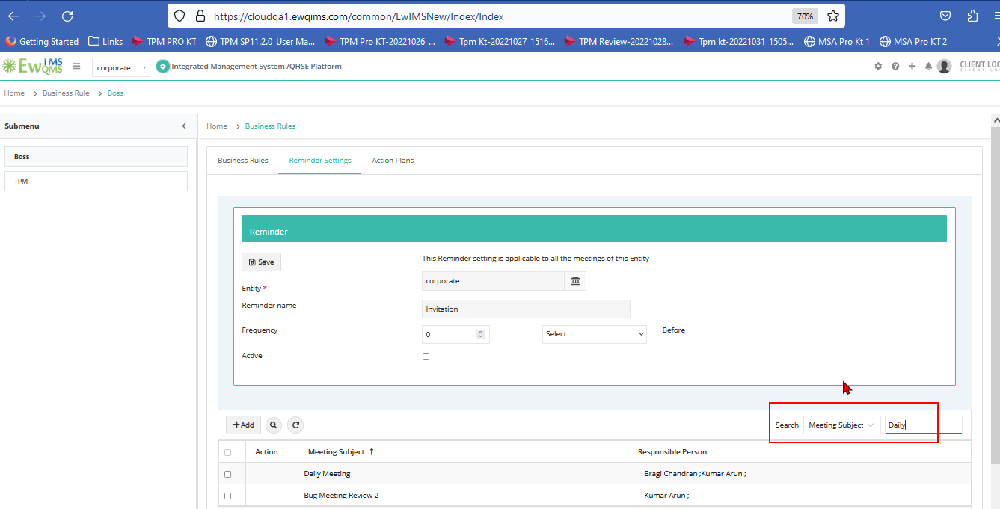 https://cloudqa1.ewqims.com/common/EwIMSNew/Index/Index 70%
Getting Started Links TPM PRO KT TPM SP11.2.0_User Ma... TPM Pro KT-20221026_... Tpm Kt-20221027_1516... TPM Review-20221028... Tpm kt-20221031_1505... MSA Pro Kt 1 MSA Pro KT 2
EwIMS QMS corporate Integrated Management System /QHSE Platform CLIENT LOG
Home > Business Rule > Boss
Submenu
Boss
TPM
Home > Business Rules
Business Rules Reminder Settings Action Plans
Reminder
Save This Reminder setting is applicable to all the meetings of this Entity
Entity * corporate
Reminder name Invitation
Frequency 0 Select Before
Active
+Add Search Meeting Subject Daily
Action Meeting Subject ↑ Responsible Person
Daily Meeting Bragi Chandran ;Kumar Arun ;
Bug Meeting Review 2 Kumar Arun ;